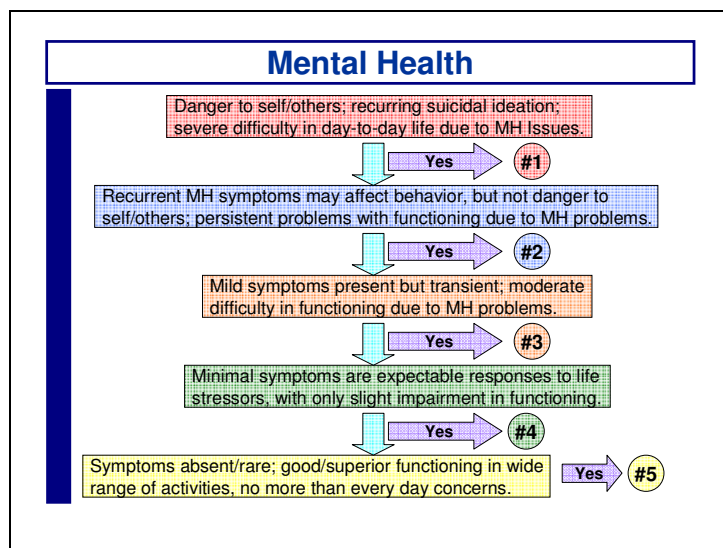 Mental Health
Danger to self/others; recurring suicidal ideation;
severe difficulty in day-to-day life due to MH Issues.
Yes
#1
Recurrent MH symptoms may affect behavior, but not danger to
self/others; persistent problems with functioning due to MH problems.
Yes
#2
Mild symptoms present but transient; moderate
difficulty in functioning due to MH problems.
Yes
#3
Minimal symptoms are expectable responses to life
stressors, with only slight impairment in functioning.
Yes
#4
Symptoms absent/rare; good/superior functioning in wide
range of activities, no more than every day concerns.
Yes
#5